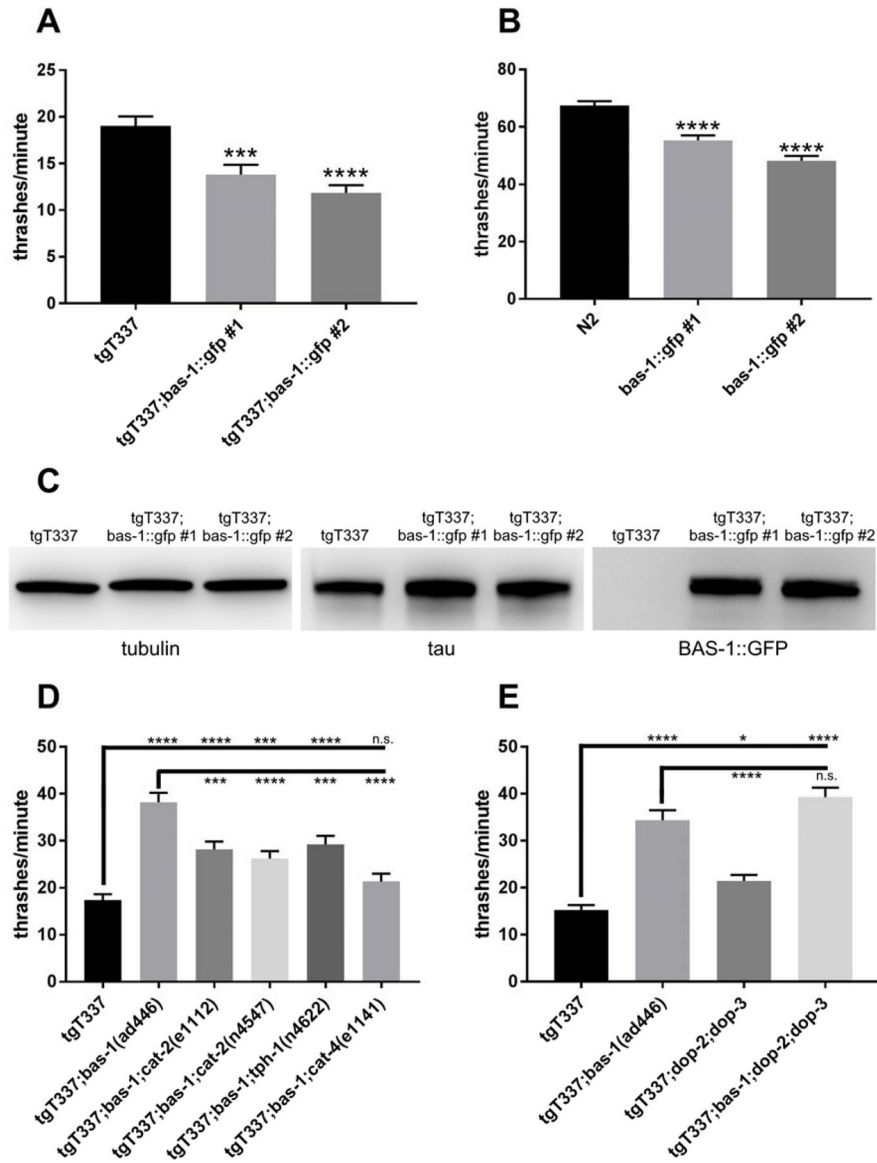 A
thrashes/minute
25
20
15
10
5
0
***
****
tgT337
tgT337;bas-1::gfp #1
tgT337;bas-1::gfp #2
B
thrashes/minute
80
60
40
20
0
****
****
N2
bas-1::gfp #1
bas-1::gfp #2
C
tgT337
tgT337;
bas-1::gfp #1
tgT337;
bas-1::gfp #2
tubulin
tgT337
tgT337;
bas-1::gfp #1
tgT337;
bas-1::gfp #2
tau
tgT337
tgT337;
bas-1::gfp #1
tgT337;
bas-1::gfp #2
BAS-1::GFP
D
thrashes/minute
50
40
30
20
10
0
**** **** *** **** n.s.
*** **** *** ****
tgT337
tgT337;bas-1(ad446)
tgT337;bas-1;cat-2(e1112)
tgT337;bas-1;cat-2(n4547)
tgT337;bas-1;tph-1(n4622)
tgT337;bas-1;cat-4(e1141)
E
thrashes/minute
50
40
30
20
10
0
**** * ****
**** n.s.
tgT337
tgT337;bas-1(ad446)
tgT337;dop-2;dop-3
tgT337;bas-1;dop-2;dop-3